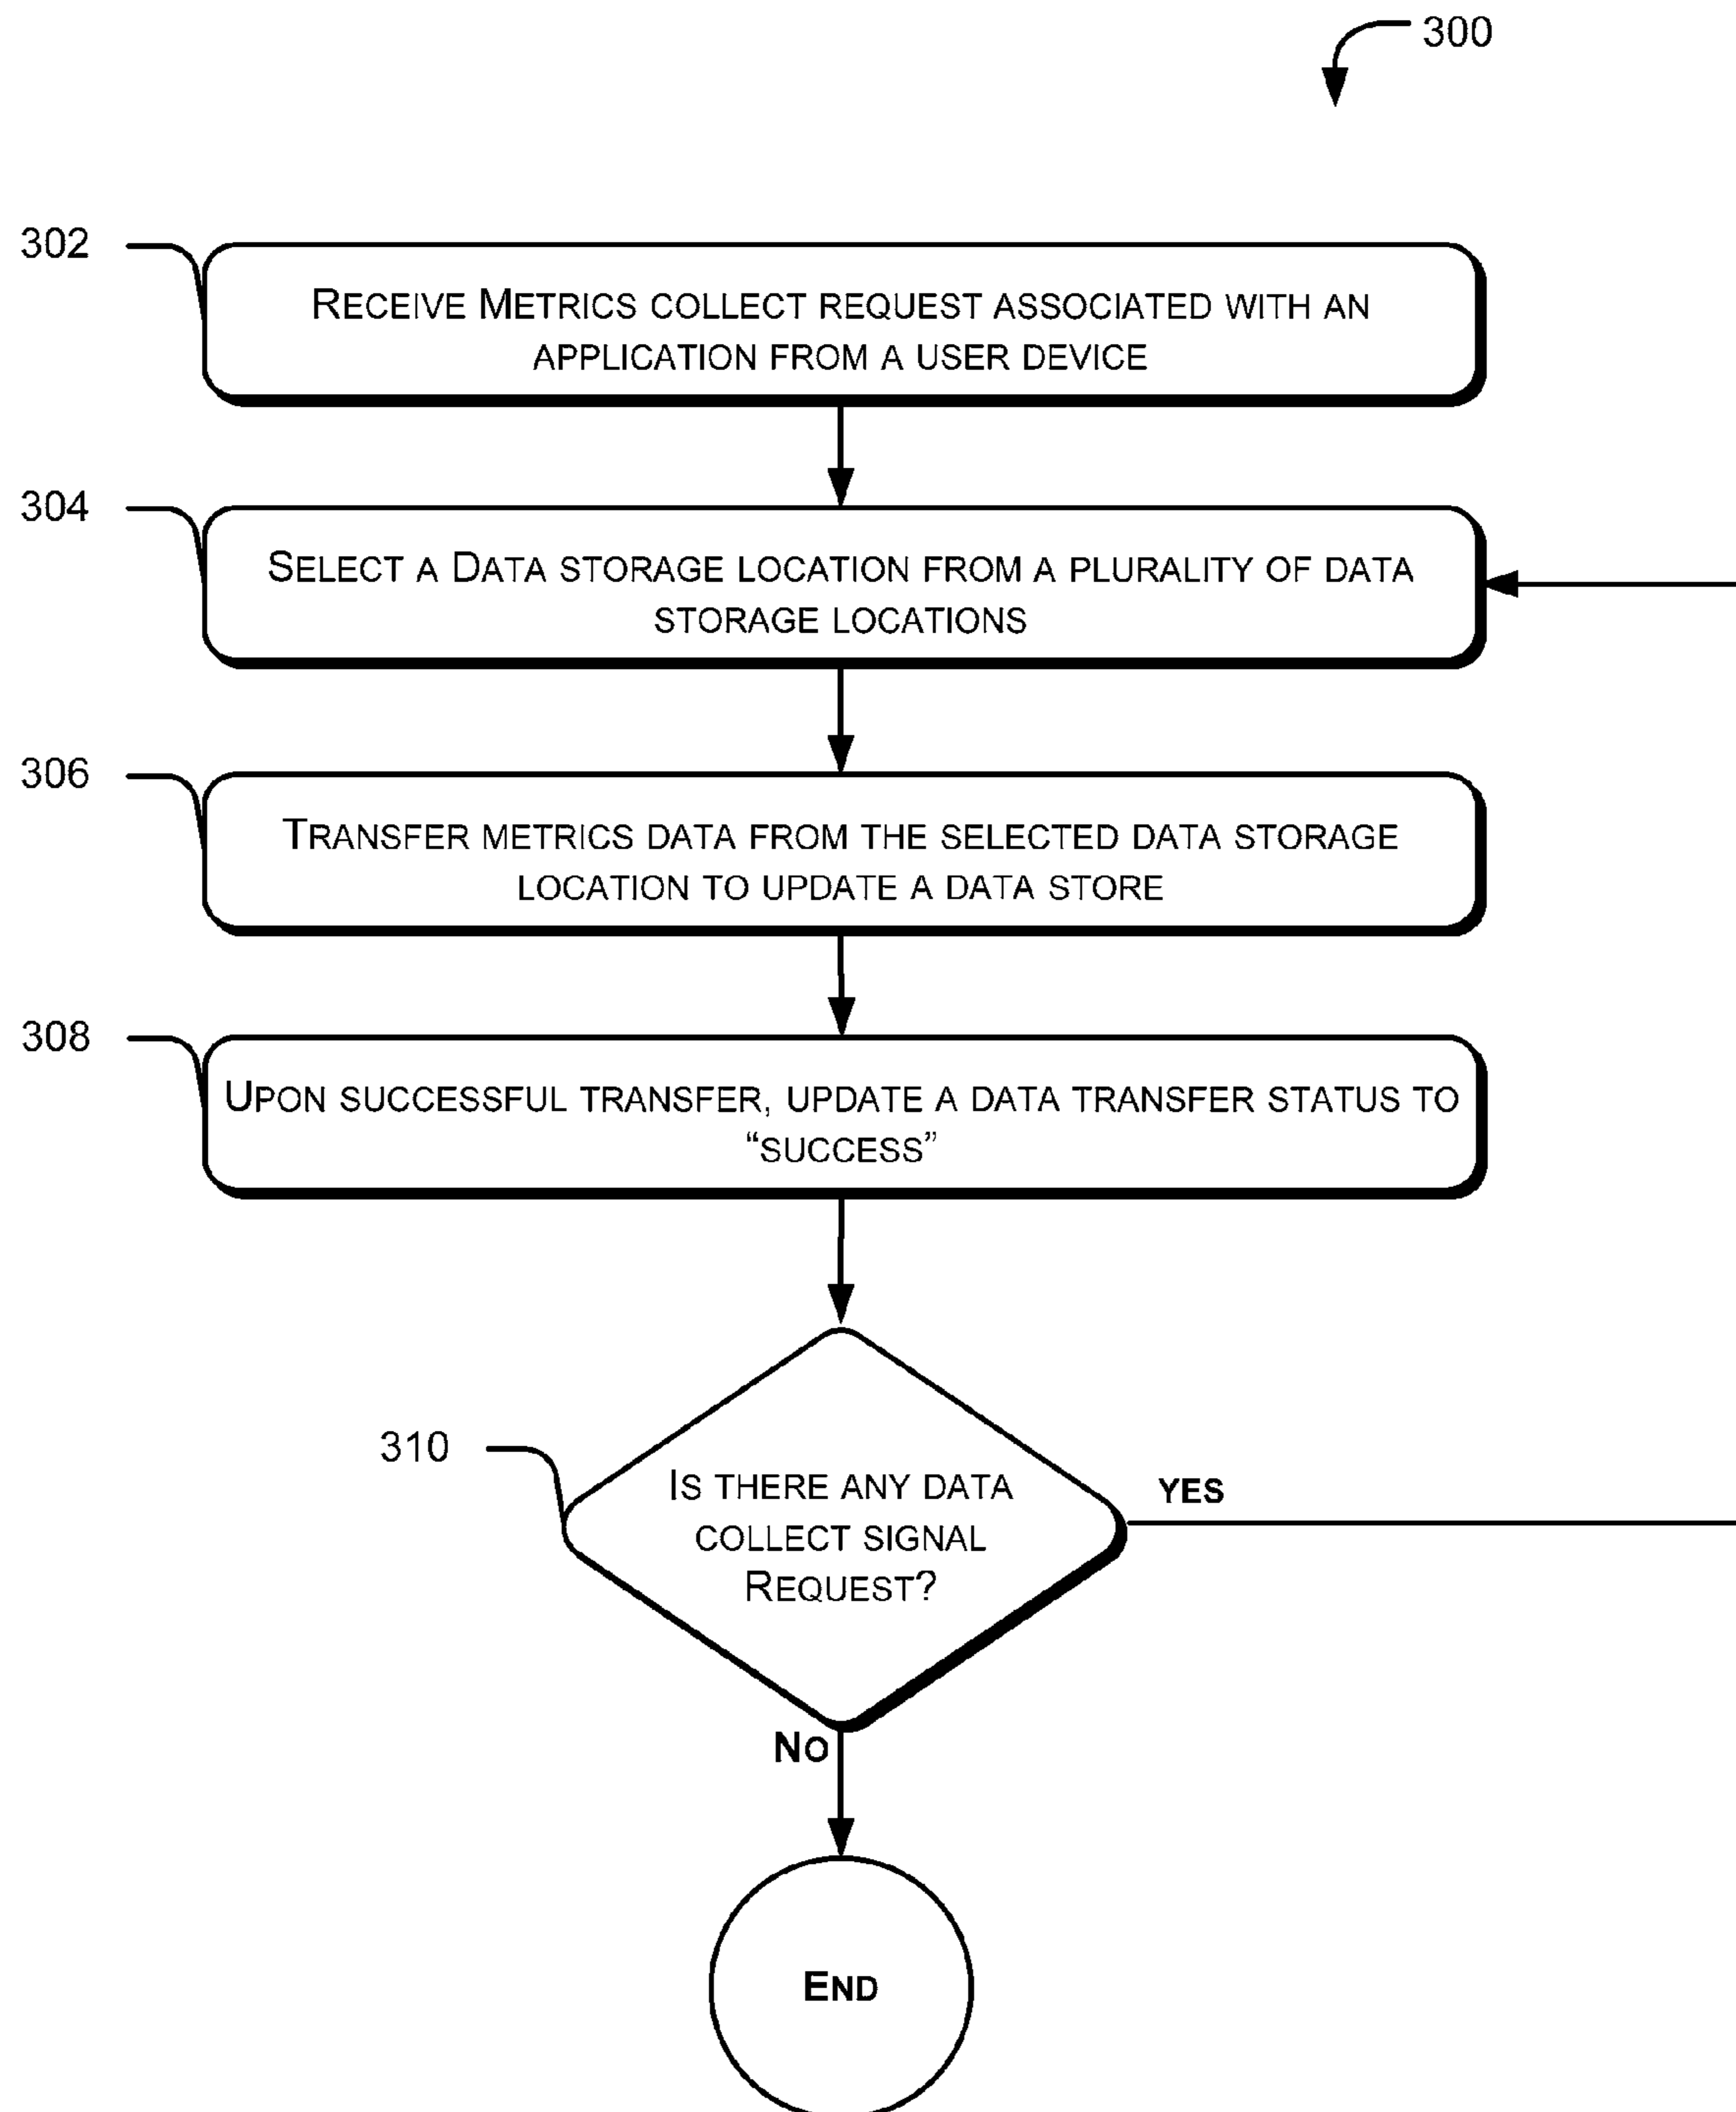 300
302
RECEIVE METRICS COLLECT REQUEST ASSOCIATED WITH AN
APPLICATION FROM A USER DEVICE
304
SELECT A DATA STORAGE LOCATION FROM A PLURALITY OF DATA
STORAGE LOCATIONS
306
TRANSFER METRICS DATA FROM THE SELECTED DATA STORAGE
LOCATION TO UPDATE A DATA STORE
308
UPON SUCCESSFUL TRANSFER, UPDATE A DATA TRANSFER STATUS TO
“SUCCESS”
310
IS THERE ANY DATA
COLLECT SIGNAL
REQUEST?
YES
NO
END